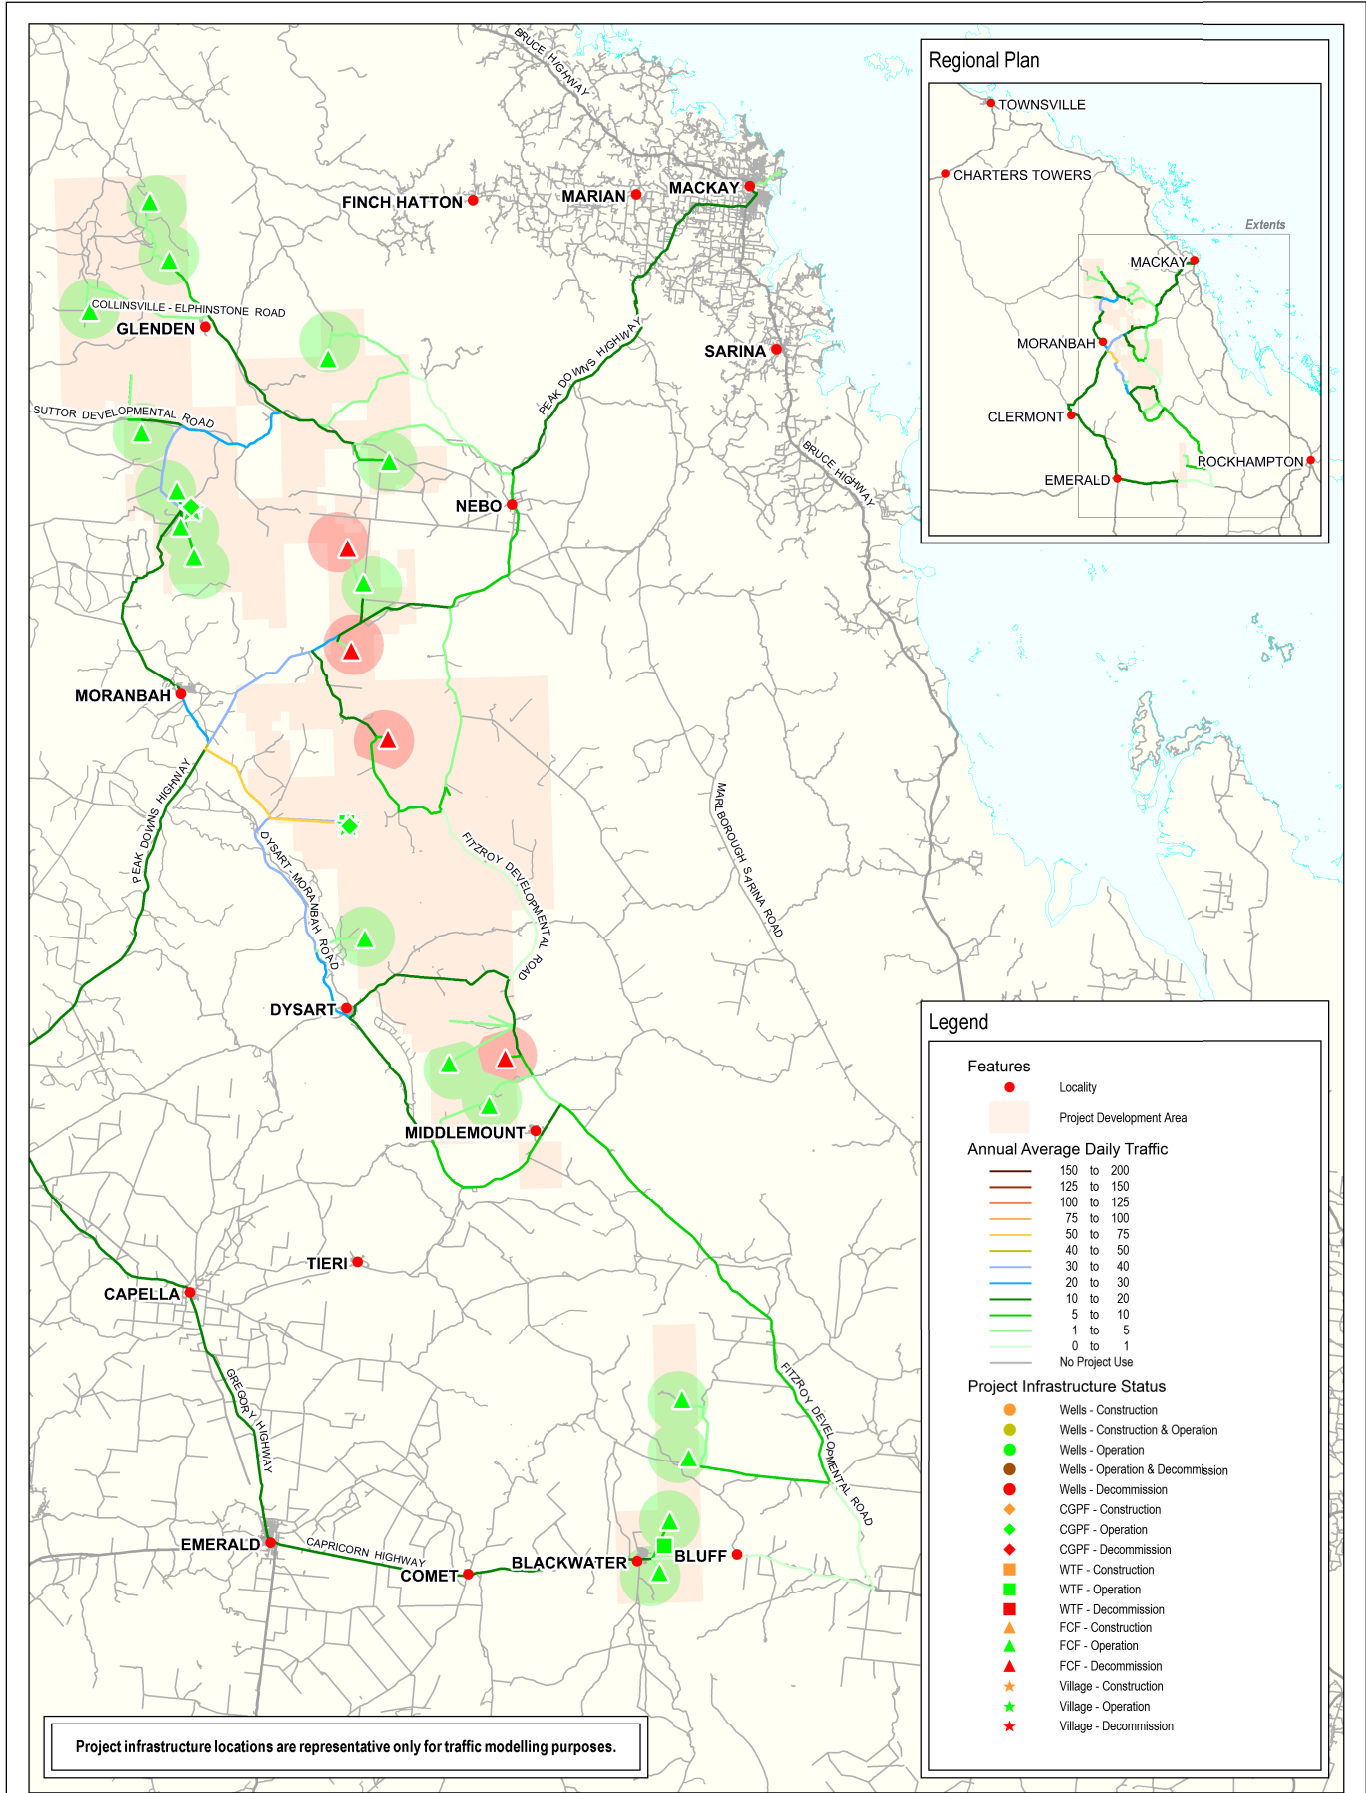 BRUCE HIGHWAY
FINCH HATTON
MARIAN
MACKAY
COLLINSVILLE - ELPHINSTONE ROAD
GLENDEN
PEAK DOWNS HIGHWAY
SARINA
SUTTOR DEVELOPMENTAL ROAD
BRUCE HIGHWAY
NEBO
MORANBAH
PEAK DOWNS HIGHWAY
DYSART-MORANBAH ROAD
FITZROY DEVELOPMENTAL ROAD
MARLBOROUGH SARINA ROAD
DYSART
MIDDLEMOUNT
TIERI
CAPELLA
GREGORY HIGHWAY
FITZROY DEVELOPMENTAL ROAD
EMERALD
CAPRICORN HIGHWAY
COMET
BLACKWATER
BLUFF
Project infrastructure locations are representative only for traffic modelling purposes.
Regional Plan
TOWNSVILLE
CHARTERS TOWERS
Extents
MACKAY
MORANBAH
CLERMONT
ROCKHAMPTON
EMERALD
Legend
Features
Locality
Project Development Area
Annual Average Daily Traffic
150 to 200
125 to 150
100 to 125
75 to 100
50 to 75
40 to 50
30 to 40
20 to 30
10 to 20
5 to 10
1 to 5
0 to 1
No Project Use
Project Infrastructure Status
Wells - Construction
Wells - Construction & Operation
Wells - Operation
Wells - Operation & Decommission
Wells - Decommission
CGPF - Construction
CGPF - Operation
CGPF - Decommission
WTF - Construction
WTF - Operation
WTF - Decommission
FCF - Construction
FCF - Operation
FCF - Decommission
Village - Construction
Village - Operation
Village - Decommission